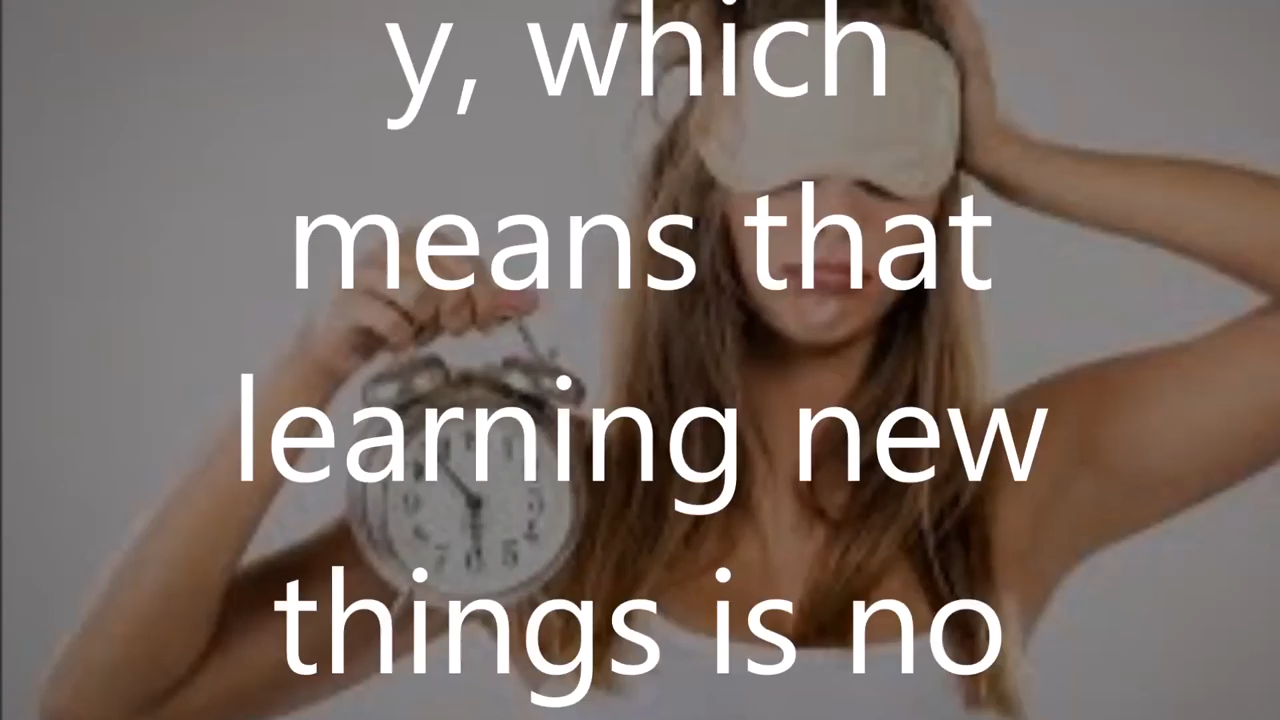 y, which
means that
learning new
things is no